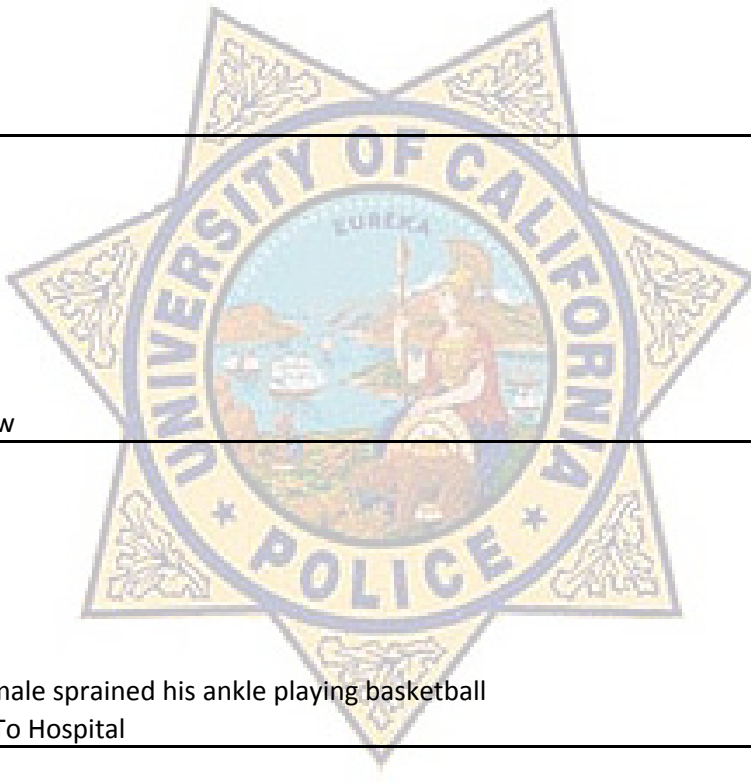 UNIVERSITY OF CALIFORNIA
EUREKA
w
male sprained his ankle playing basketball
To Hospital
POLICE